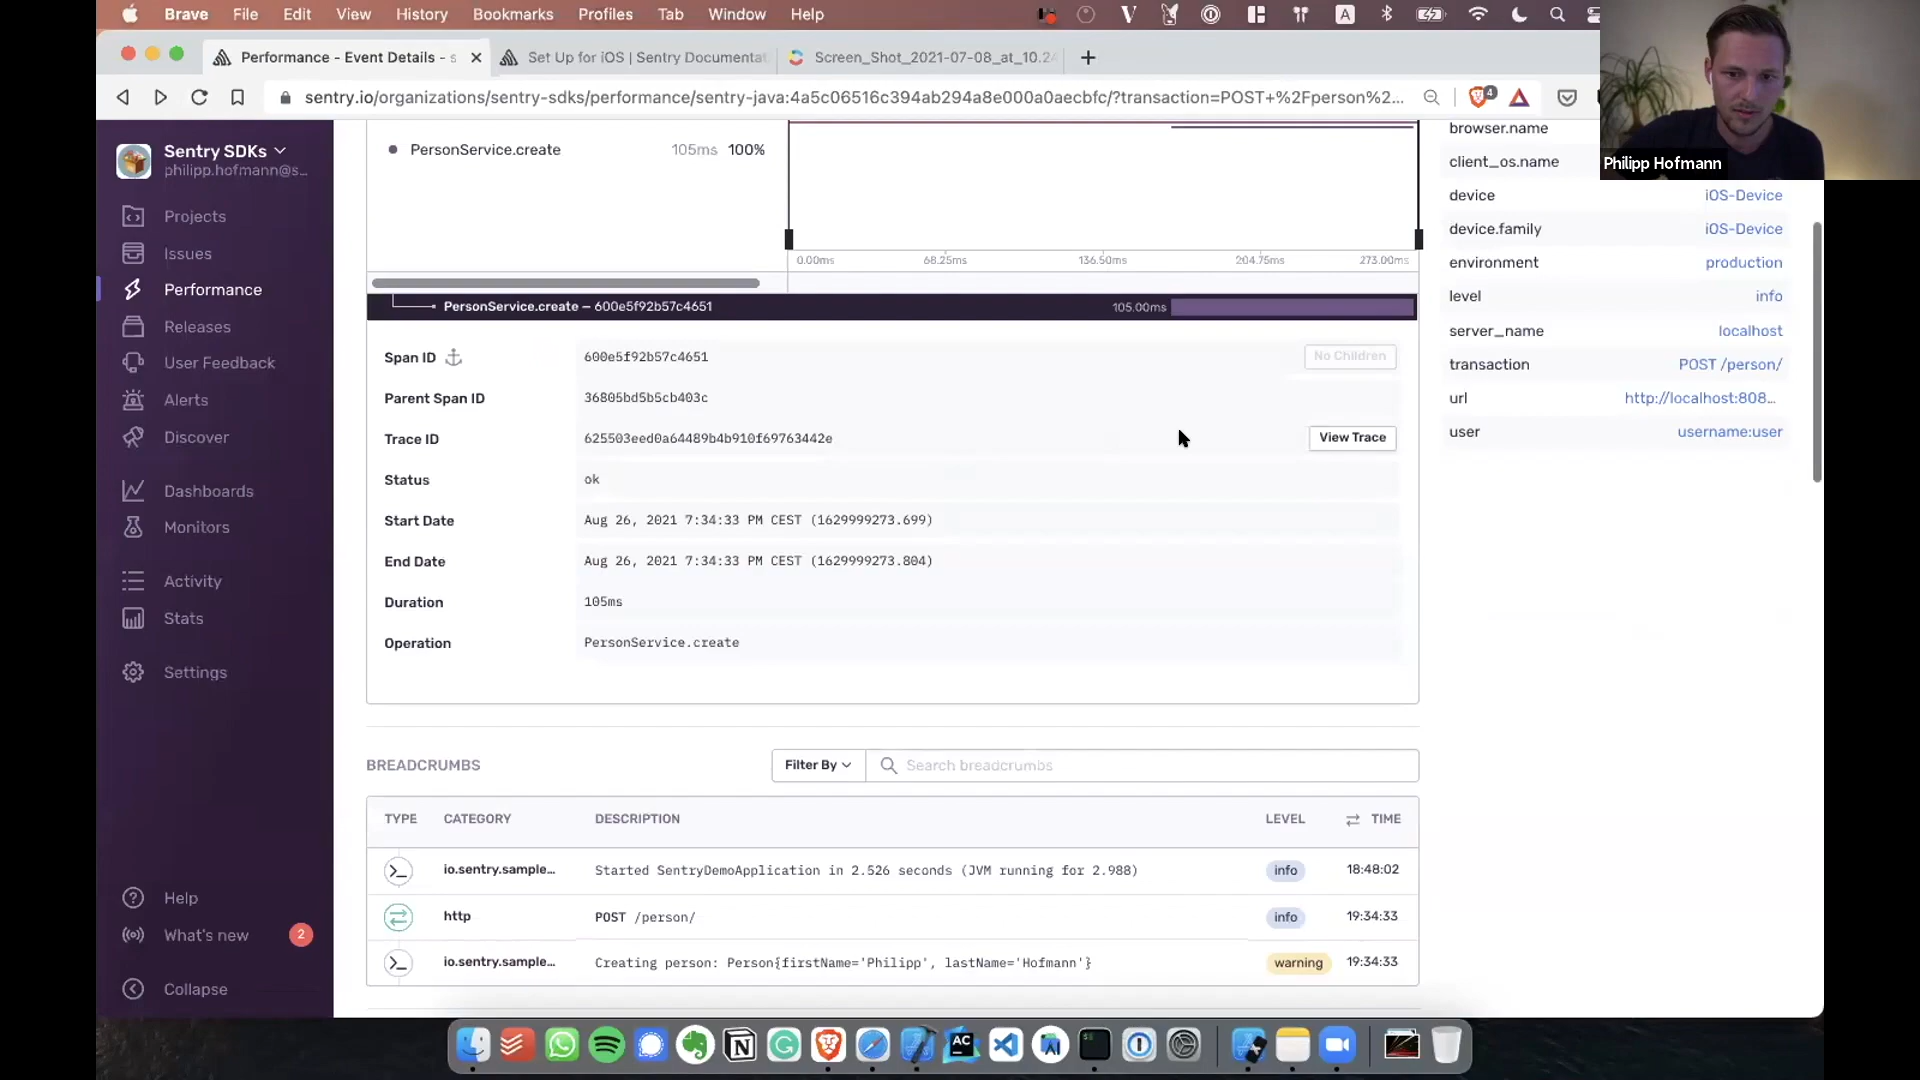 Brave File Edit View History Bookmarks Profiles Tab Window Help
Performance - Event Details - s
Set Up for iOS | Sentry Documentat
Screen_Shot_2021-07-08_at_10.24
sentry.io/organizations/sentry-sdks/performance/sentry-java:4a5c06516c394ab294a8e000a0aecbfc/?transaction=POST+%2Fperson%2...
4
Philipp Hofmann
Sentry SDKs
philipp.hofmann@s...
Projects
Issues
Performance
Releases
User Feedback
Alerts
Discover
Dashboards
Monitors
Activity
Stats
Settings
Help
What's new 2
Collapse
PersonService.create 105ms 100%
0.00ms 68.25ms 136.50ms 204.75ms 273.00ms
PersonService.create – 600e5f92b57c4651 105.00ms
Span ID 600e5f92b57c4651 No Children
Parent Span ID 36805bd5b5cb403c
Trace ID 625503eed0a64489b4b910f69763442e View Trace
Status ok
Start Date Aug 26, 2021 7:34:33 PM CEST (1629999273.699)
End Date Aug 26, 2021 7:34:33 PM CEST (1629999273.804)
Duration 105ms
Operation PersonService.create
BREADCRUMBS Filter By Search breadcrumbs
TYPE CATEGORY DESCRIPTION LEVEL TIME
io.sentry.sample... Started SentryDemoApplication in 2.526 seconds (JVM running for 2.988) info 18:48:02
http POST /person/ info 19:34:33
io.sentry.sample... Creating person: Person{firstName='Philipp', lastName='Hofmann'} warning 19:34:33
browser.name
client_os.name
device iOS-Device
device.family iOS-Device
environment production
level info
server_name localhost
transaction POST /person/
url http://localhost:808...
user username:user